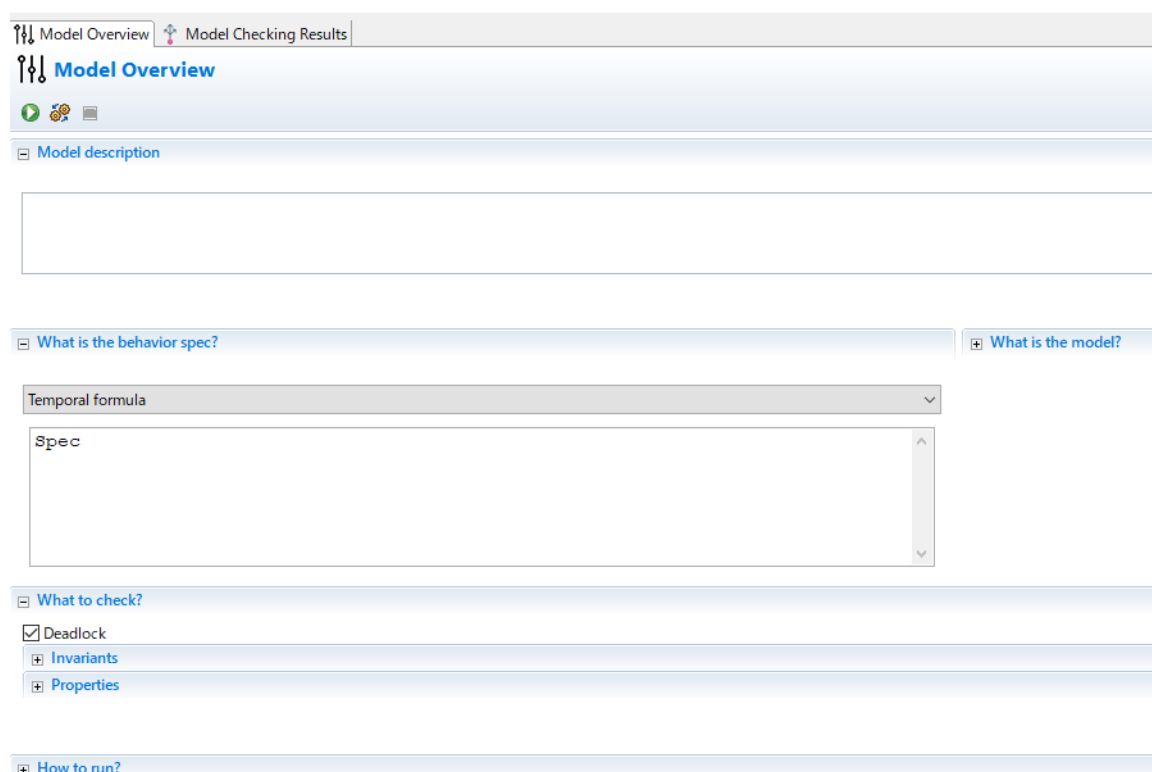 Model Overview Model Checking Results
Model Overview
Model description
What is the behavior spec? What is the model?
Temporal formula
Spec
What to check?
Deadlock
Invariants
Properties
How to run?